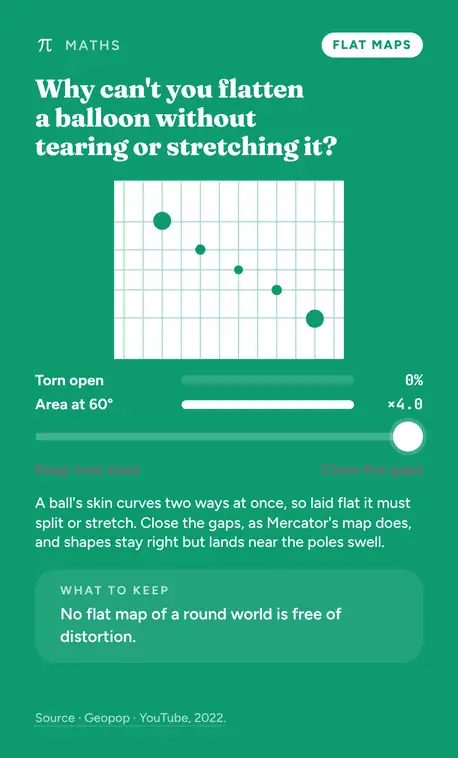 π MATHS
FLAT MAPS
Why can't you flatten
a balloon without
tearing or stretching it?
Torn open 0%
Area at 60° ×4.0
Keep true sizes Close the gaps
A ball's skin curves two ways at once, so laid flat it must
split or stretch. Close the gaps, as Mercator's map does,
and shapes stay right but lands near the poles swell.
WHAT TO KEEP
No flat map of a round world is free of
distortion.
Source · Geopop · YouTube, 2022.